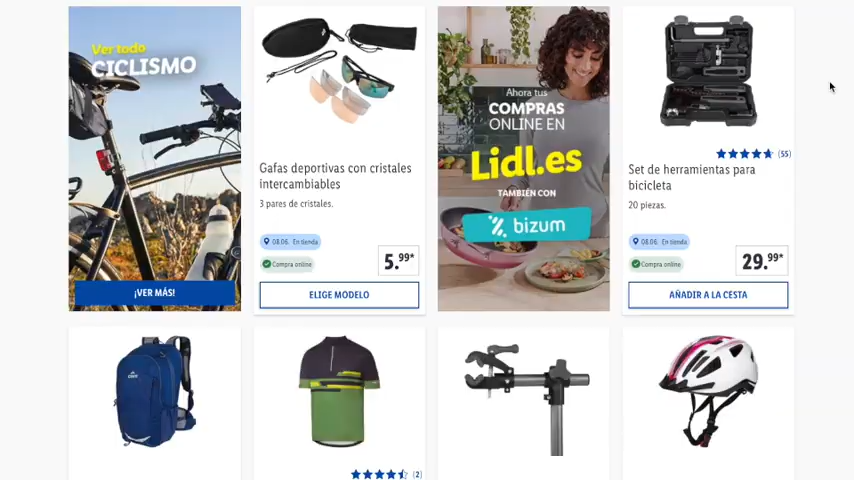 Ver todo
CICLISMO
¡VER MÁS!
Gafas deportivas con cristales
intercambiables
3 pares de cristales.
08.06. En tienda
Compra online
5.99*
ELIGE MODELO
Ahora tus
COMPRAS
ONLINE EN
Lidl.es
TAMBIÉN CON
bizum
(55)
Set de herramientas para
bicicleta
20 piezas.
08.06. En tienda
Compra online
29.99*
AÑADIR A LA CESTA
(2)